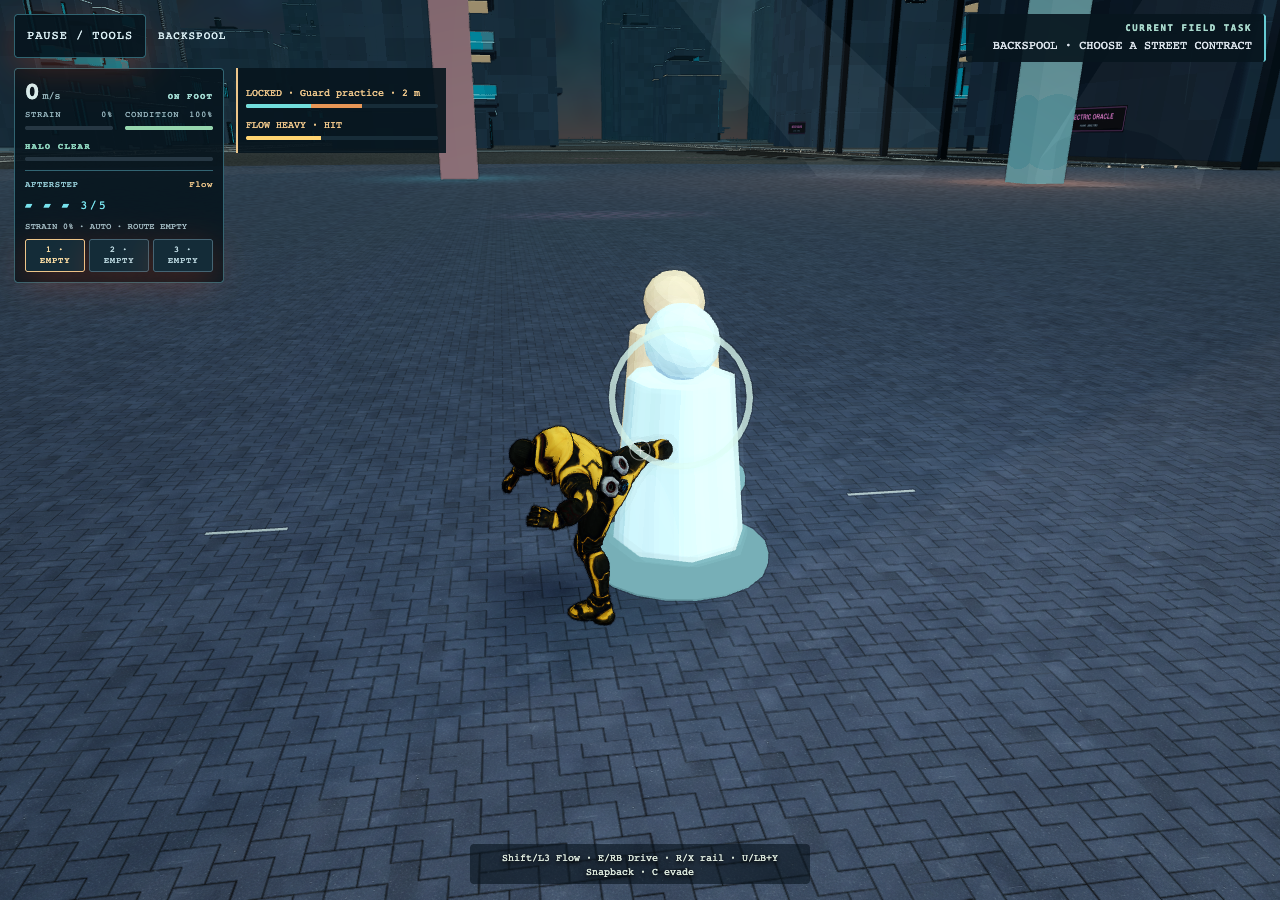 PAUSE / TOOLS
BACKSPOOL
CURRENT FIELD TASK
BACKSPOOL · CHOOSE A STREET CONTRACT
0 m/s
ON FOOT
STRAIN 0%
CONDITION 100%
HALO CLEAR
AFTERSTEP
Flow
3/5
STRAIN 0% · AUTO · ROUTE EMPTY
1 ·
EMPTY
2 ·
EMPTY
3 ·
EMPTY
LOCKED · Guard practice · 2 m
FLOW HEAVY · HIT
ECTRIC ORACLE
Shift/L3 Flow · E/RB Drive · R/X rail · U/LB+Y
Snapback · C evade